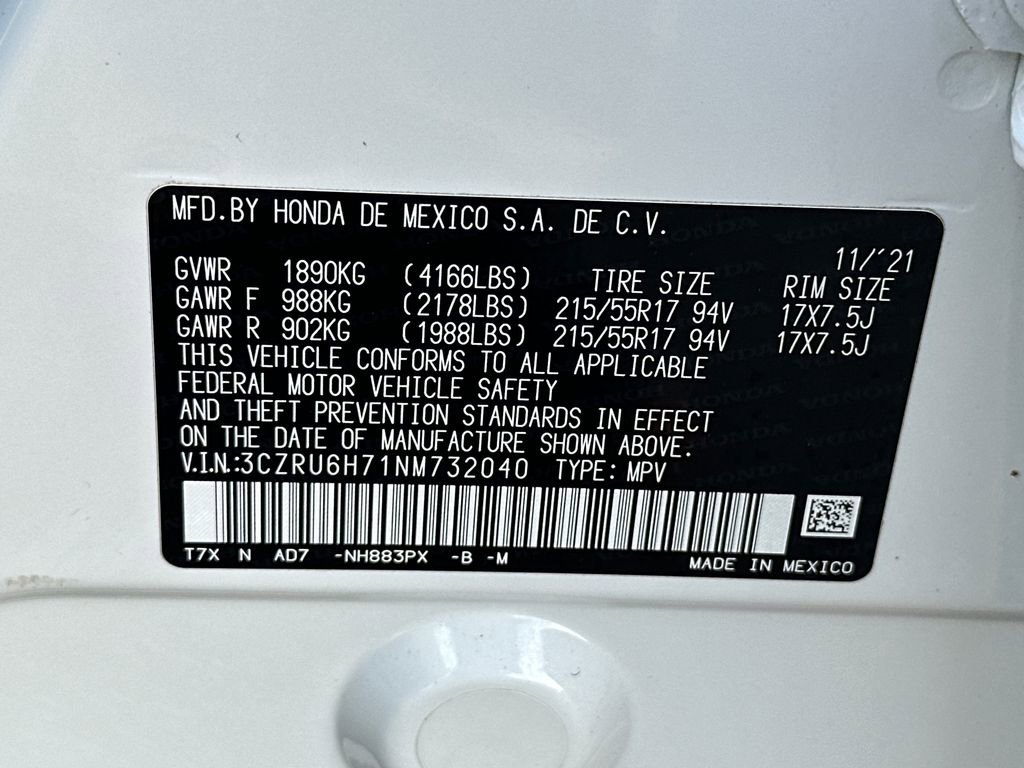 MFD.BY HONDA DE MEXICO S.A. DE C.V.
11/'21
GVWR 1890KG (4166LBS) TIRE SIZE RIM SIZE
GAWR F 988KG (2178LBS) 215/55R17 94V 17X7.5J
GAWR R 902KG (1988LBS) 215/55R17 94V 17X7.5J
THIS VEHICLE CONFORMS TO ALL APPLICABLE
FEDERAL MOTOR VEHICLE SAFETY
AND THEFT PREVENTION STANDARDS IN EFFECT
ON THE DATE OF MANUFACTURE SHOWN ABOVE.
V.I.N.:3CZRU6H71NM732040 TYPE: MPV
T7X N AD7 -NH883PX -B -M MADE IN MEXICO